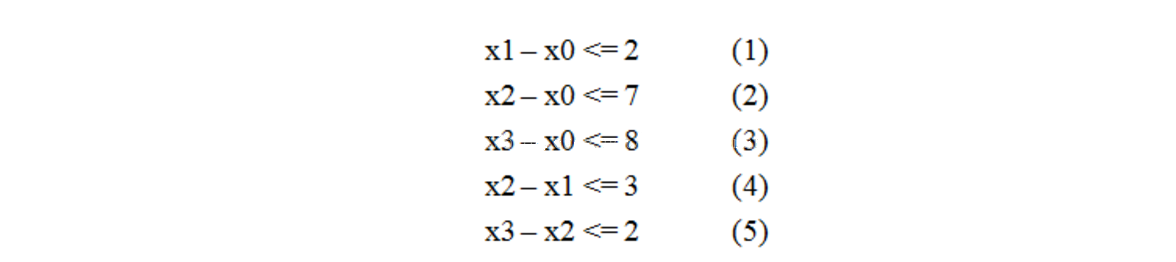 x1 – x0 <= 2 (1)
x2 – x0 <= 7 (2)
x3 – x0 <= 8 (3)
x2 – x1 <= 3 (4)
x3 – x2 <= 2 (5)